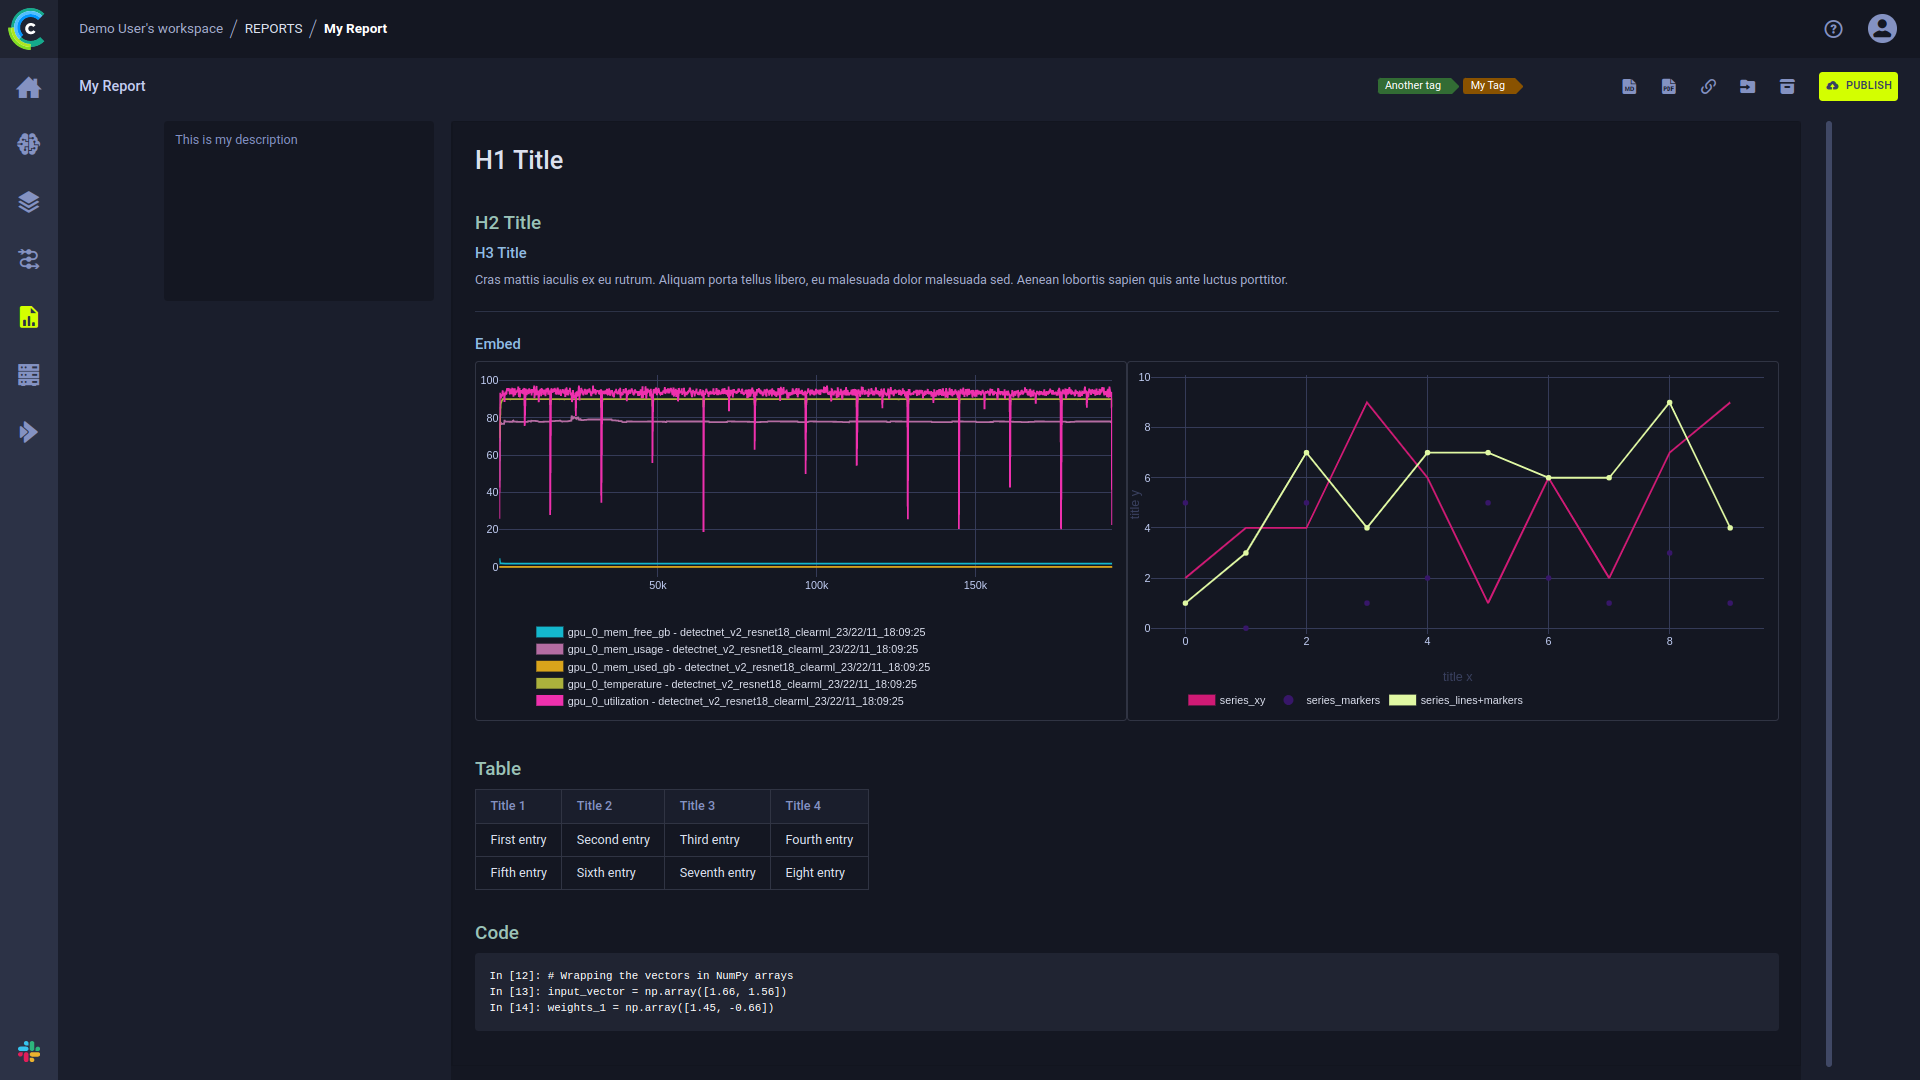 Demo User's workspace / REPORTS / My Report
My Report
Another tag
My Tag
MD
PDF
PUBLISH
This is my description
H1 Title
H2 Title
H3 Title
Cras mattis iaculis ex eu rutrum. Aliquam porta tellus libero, eu malesuada dolor malesuada sed. Aenean lobortis sapien quis ante luctus porttitor.
Embed
100
80
60
40
20
0
50k
100k
150k
gpu_0_mem_free_gb - detectnet_v2_resnet18_clearml_23/22/11_18:09:25
gpu_0_mem_usage - detectnet_v2_resnet18_clearml_23/22/11_18:09:25
gpu_0_mem_used_gb - detectnet_v2_resnet18_clearml_23/22/11_18:09:25
gpu_0_temperature - detectnet_v2_resnet18_clearml_23/22/11_18:09:25
gpu_0_utilization - detectnet_v2_resnet18_clearml_23/22/11_18:09:25
10
8
6
4
2
0
title y
0
2
4
6
8
title x
series_xy
series_markers
series_lines+markers
Table
Title 1 Title 2 Title 3 Title 4
First entry Second entry Third entry Fourth entry
Fifth entry Sixth entry Seventh entry Eight entry
Code
In [12]: # Wrapping the vectors in NumPy arrays
In [13]: input_vector = np.array([1.66, 1.56])
In [14]: weights_1 = np.array([1.45, -0.66])